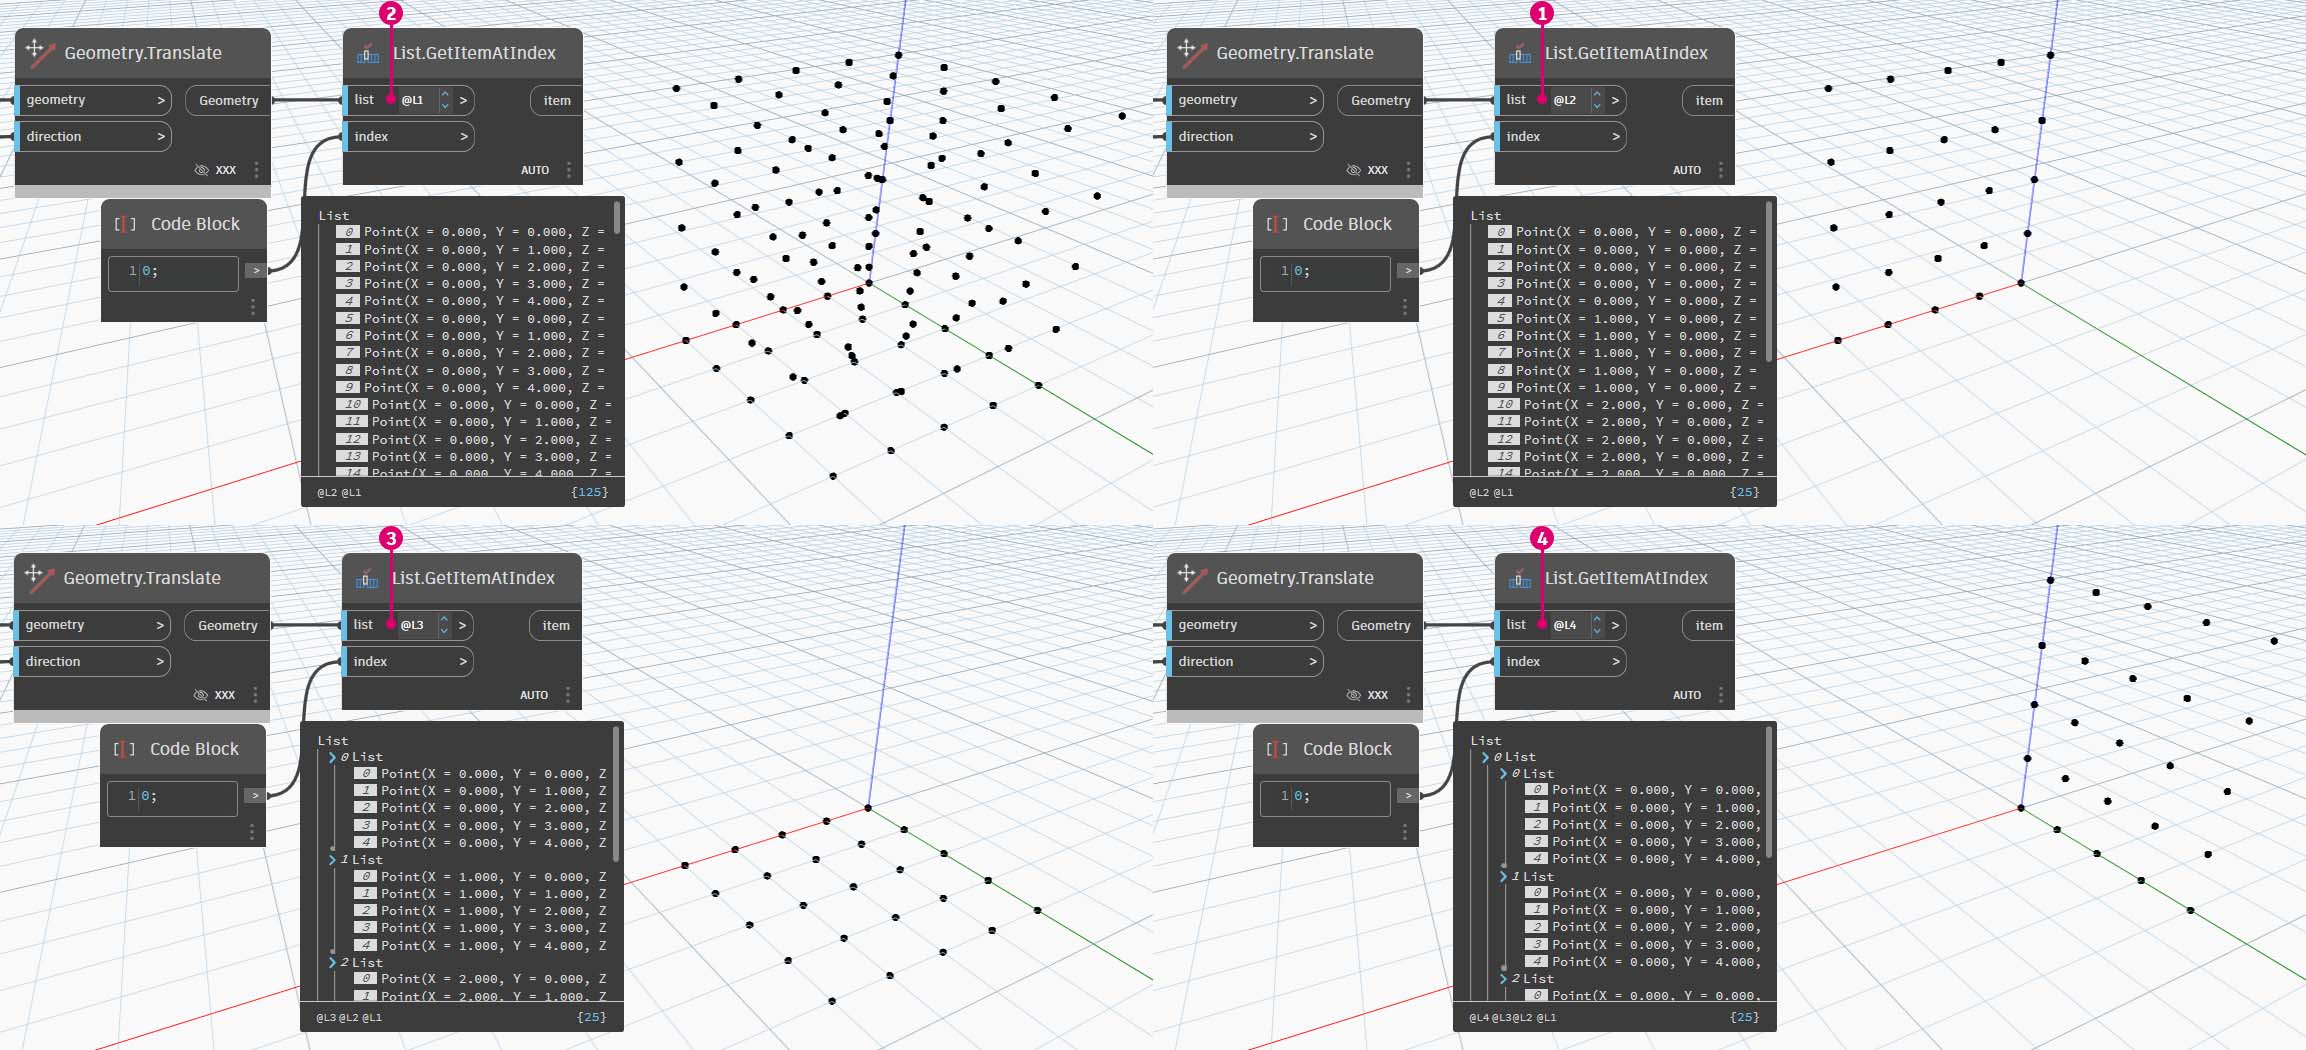 2
Geometry.Translate
List.GetItemAtIndex
geometry >
Geometry
list @L1 >
item
direction >
index >
XXX
AUTO
Code Block
1 0;
>
List
0 Point(X = 0.000, Y = 0.000, Z =
1 Point(X = 0.000, Y = 1.000, Z =
2 Point(X = 0.000, Y = 2.000, Z =
3 Point(X = 0.000, Y = 3.000, Z =
4 Point(X = 0.000, Y = 4.000, Z =
5 Point(X = 0.000, Y = 0.000, Z =
6 Point(X = 0.000, Y = 1.000, Z =
7 Point(X = 0.000, Y = 2.000, Z =
8 Point(X = 0.000, Y = 3.000, Z =
9 Point(X = 0.000, Y = 4.000, Z =
10 Point(X = 0.000, Y = 0.000, Z =
11 Point(X = 0.000, Y = 1.000, Z =
12 Point(X = 0.000, Y = 2.000, Z =
13 Point(X = 0.000, Y = 3.000, Z =
14 Point(X = 0.000, Y = 4.000, Z =
@L2 @L1 {125}
1
Geometry.Translate
List.GetItemAtIndex
geometry >
Geometry
list @L2 >
item
direction >
index >
XXX
AUTO
Code Block
1 0;
>
List
0 Point(X = 0.000, Y = 0.000, Z =
1 Point(X = 0.000, Y = 0.000, Z =
2 Point(X = 0.000, Y = 0.000, Z =
3 Point(X = 0.000, Y = 0.000, Z =
4 Point(X = 0.000, Y = 0.000, Z =
5 Point(X = 1.000, Y = 0.000, Z =
6 Point(X = 1.000, Y = 0.000, Z =
7 Point(X = 1.000, Y = 0.000, Z =
8 Point(X = 1.000, Y = 0.000, Z =
9 Point(X = 1.000, Y = 0.000, Z =
10 Point(X = 2.000, Y = 0.000, Z =
11 Point(X = 2.000, Y = 0.000, Z =
12 Point(X = 2.000, Y = 0.000, Z =
13 Point(X = 2.000, Y = 0.000, Z =
14 Point(X = 2.000, Y = 0.000, Z =
@L2 @L1 {25}
3
Geometry.Translate
List.GetItemAtIndex
geometry >
Geometry
list @L3 >
item
direction >
index >
XXX
AUTO
Code Block
1 0;
>
List
0 List
0 Point(X = 0.000, Y = 0.000, Z
1 Point(X = 0.000, Y = 1.000, Z
2 Point(X = 0.000, Y = 2.000, Z
3 Point(X = 0.000, Y = 3.000, Z
4 Point(X = 0.000, Y = 4.000, Z
1 List
0 Point(X = 1.000, Y = 0.000, Z
1 Point(X = 1.000, Y = 1.000, Z
2 Point(X = 1.000, Y = 2.000, Z
3 Point(X = 1.000, Y = 3.000, Z
4 Point(X = 1.000, Y = 4.000, Z
2 List
0 Point(X = 2.000, Y = 0.000, Z
1 Point(X = 2.000, Y = 1.000, Z
@L3 @L2 @L1 {25}
4
Geometry.Translate
List.GetItemAtIndex
geometry >
Geometry
list @L4 >
item
direction >
index >
XXX
AUTO
Code Block
1 0;
>
List
0 List
0 List
0 Point(X = 0.000, Y = 0.000,
1 Point(X = 0.000, Y = 1.000,
2 Point(X = 0.000, Y = 2.000,
3 Point(X = 0.000, Y = 3.000,
4 Point(X = 0.000, Y = 4.000,
1 List
0 Point(X = 0.000, Y = 0.000,
1 Point(X = 0.000, Y = 1.000,
2 Point(X = 0.000, Y = 2.000,
3 Point(X = 0.000, Y = 3.000,
4 Point(X = 0.000, Y = 4.000,
2 List
0 Point(X = 0.000, Y = 0.000,
@L4 @L3 @L2 @L1 {25}